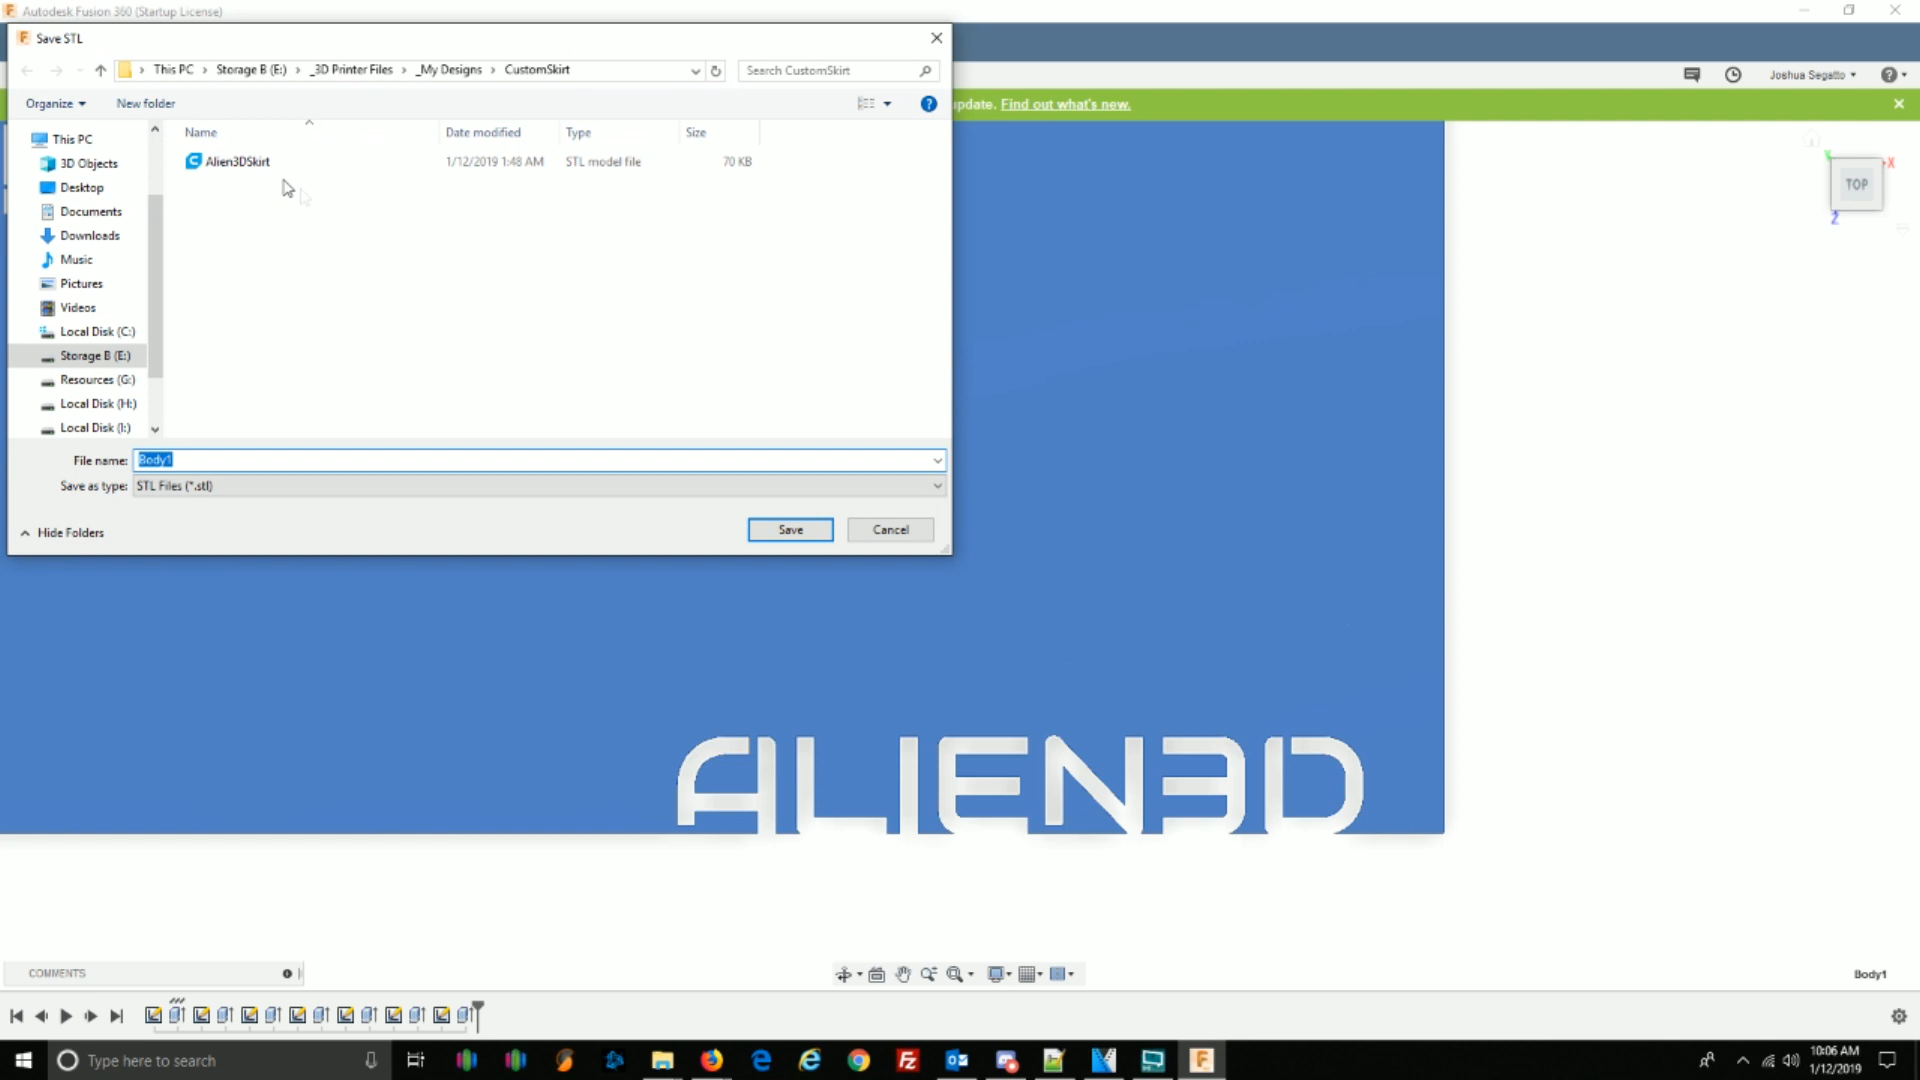 Autodesk Fusion 360 (Startup License)
Save STL
This PC > Storage B (E:) > _3D Printer Files > _My Designs > CustomSkirt
Search CustomSkirt
Joshua Segatto
Organize
New folder
update. Find out what's new.
Name
Date modified
Type
Size
Alien3DSkirt
1/12/2019 1:48 AM
STL model file
70 KB
This PC
3D Objects
Desktop
Documents
Downloads
Music
Pictures
Videos
Local Disk (C:)
Storage B (E:)
Resources (G:)
Local Disk (H:)
Local Disk (I:)
X
TOP
Z
File name:
Body1
Save as type:
STL Files (*.stl)
Save
Cancel
Hide Folders
ALIEN3D
COMMENTS
Body1
Type here to search
10:06 AM
1/12/2019